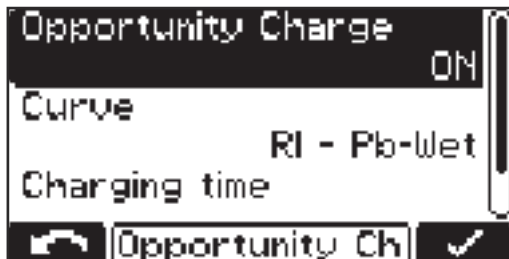 Opportunity Charge
ON
Curve
RI - Pb-Wet
Charging time
Opportunity Ch